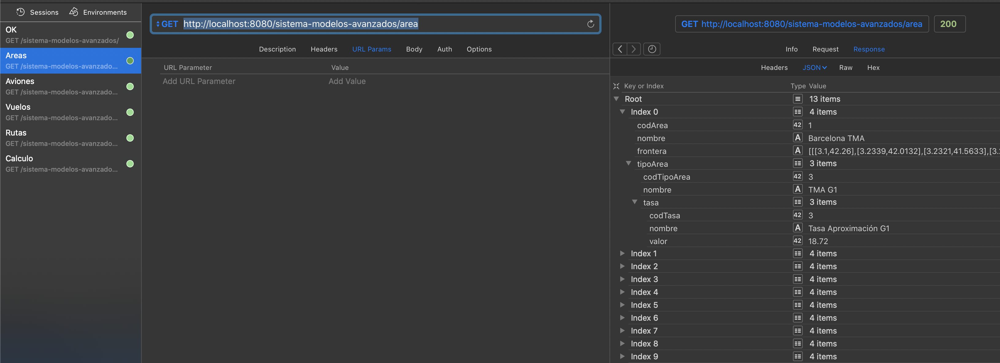 Sessions Environments
OK
GET /sistema-modelos-avanzados/
Areas
GET /sistema-modelos-avanzado...
Aviones
GET /sistema-modelos-avanzado...
Vuelos
GET /sistema-modelos-avanzado...
Rutas
GET /sistema-modelos-avanzado...
Calculo
GET /sistema-modelos-avanzado...
GET http://localhost:8080/sistema-modelos-avanzados/area
Description Headers URL Params Body Auth Options
URL Parameter Value
Add URL Parameter Add Value
GET http://localhost:8080/sistema-modelos-avanzados/area 200
Info Request Response
Headers JSON Raw Hex
Key or Index Type Value
Root 13 items
Index 0 4 items
codArea 42 1
nombre A Barcelona TMA
frontera A [[[3.1,42.26],[3.2339,42.0132],[3.2321,41.5633],[3.
tipoArea 3 items
codTipoArea 42 3
nombre A TMA G1
tasa 3 items
codTasa 42 3
nombre A Tasa Aproximación G1
valor 42 18.72
Index 1 4 items
Index 2 4 items
Index 3 4 items
Index 4 4 items
Index 5 4 items
Index 6 4 items
Index 7 4 items
Index 8 4 items
Index 9 4 items